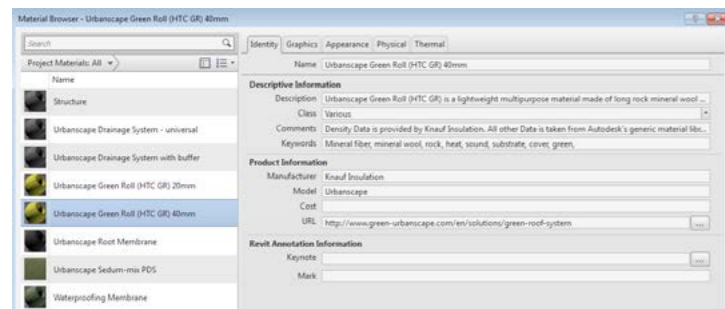 Material Browser - Urbanscape Green Roll (HTC GR) 40mm
Search
Project Materials: All
Name
Structure
Urbanscape Drainage System - universal
Urbanscape Drainage System with buffer
Urbanscape Green Roll (HTC GR) 20mm
Urbanscape Green Roll (HTC GR) 40mm
Urbanscape Root Membrane
Urbanscape Sedum-mix PDS
Waterproofing Membrane
Identity Graphics Appearance Physical Thermal
Name Urbanscape Green Roll (HTC GR) 40mm
Descriptive Information
Description Urbanscape Green Roll (HTC GR) is a lightweight multipurpose material made of long rock mineral wool ...
Class Various
Comments Density Data is provided by Knauf Insulation. All other Data is taken from Autodesk's generic material
Keywords Mineral fiber, mineral wool, rock, heat, sound, substrate, cover, green,
Product Information
Manufacturer Knauf Insulation
Model Urbanscape
Cost
URL http://www.green-urbanscape.com/en/solutions/green-roof-system
...
Revit Annotation Information
Keynote
...
Mark